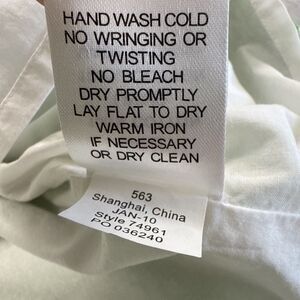 HAND WASH COLD
NO WRINGING OR
TWISTING
NO BLEACH
DRY PROMPTLY
LAY FLAT TO DRY
WARM IRON
IF NECESSARY
OR DRY CLEAN
563
Shanghai, China
JAN-10
Style 74961
PO 036240